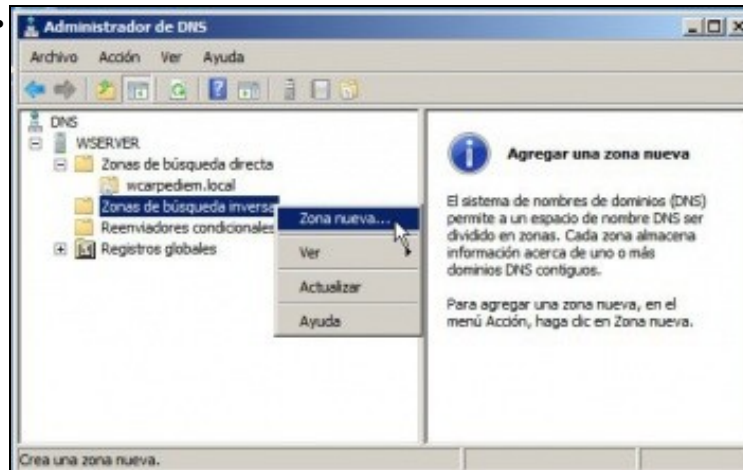 Administrador de DNS
Archivo Acción Ver Ayuda
DNS
WSERVER
Zonas de búsqueda directa
wcarpediem.local
Zonas de búsqueda inversa
Reenviadores condicionales
Registros globales
Zona nueva...
Ver
Actualizar
Ayuda
Agregar una zona nueva
El sistema de nombres de dominios (DNS)
permite a un espacio de nombre DNS ser
dividido en zonas. Cada zona almacena
información acerca de uno o más
dominios DNS contiguos.
Para agregar una zona nueva, en el
menú Acción, haga clic en Zona nueva.
Crea una zona nueva.